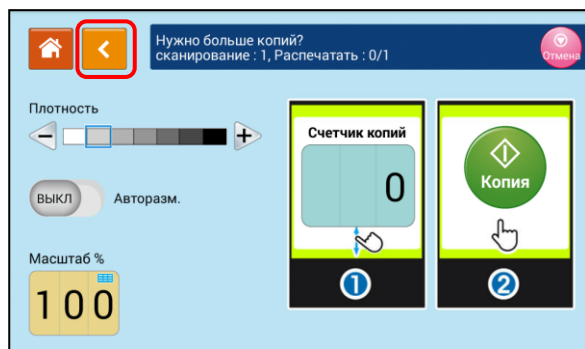 Нужно больше копий?
сканирование : 1, Распечатать : 0/1
Отмена
Плотность
ВЫКЛ
Авторазм.
Масштаб %
100
Счетчик копий
0
1
Копия
2